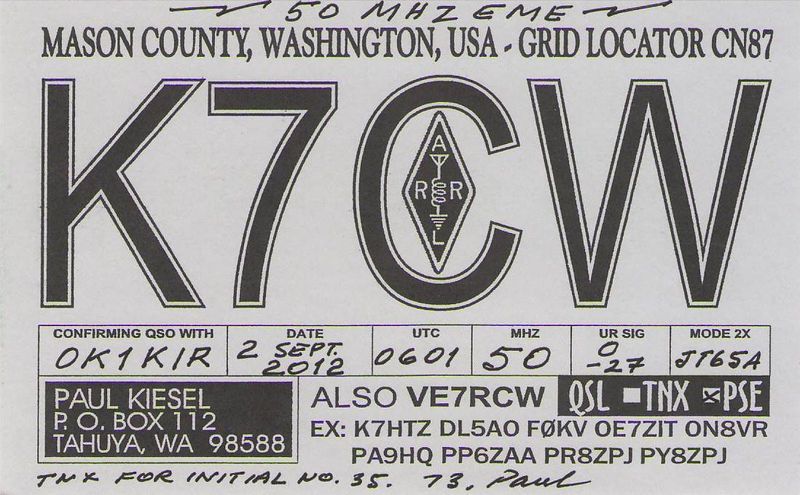 50 MHZ EME
MASON COUNTY, WASHINGTON, USA - GRID LOCATOR CN87
K7CW
A
R R
L
CONFIRMING QSO WITH DATE UTC MHZ UR SIG MODE 2X
OK1KIR 2 SEPT. 2012 0601 50 O -27 JT65A
PAUL KIESEL
P. O. BOX 112
TAHUYA, WA 98588
ALSO VE7RCW QSL TNX PSE
EX: K7HTZ DL5AO FØKV OE7ZIT ON8VR
PA9HQ PP6ZAA PR8ZPJ PY8ZPJ
TNX FOR INITIAL NO. 35. 73, Paul